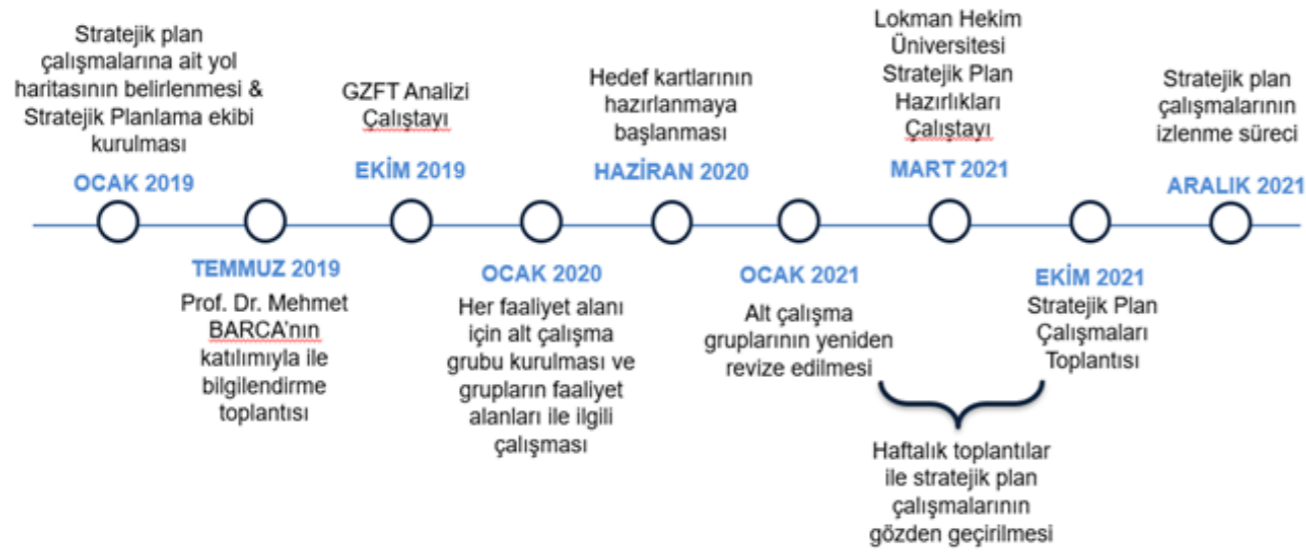 Stratejik plan
çalışmalarına ait yol
haritasının belirlenmesi &
Stratejik Planlama ekibi
kurulması
OCAK 2019
TEMMUZ 2019
Prof. Dr. Mehmet
BARCA'nın
katılımıyla ile
bilgilendirme
toplantısı
GZFT Analizi
Çalıştayı
EKİM 2019
OCAK 2020
Her faaliyet alanı
için alt çalışma
grubu kurulması ve
grupların faaliyet
alanları ile ilgili
çalışması
Hedef kartlarının
hazırlanmaya
başlanması
HAZİRAN 2020
OCAK 2021
Alt çalışma
gruplarının yeniden
revize edilmesi
Lokman Hekim
Üniversitesi
Stratejik Plan
Hazırlıkları
Çalıştayı
MART 2021
EKİM 2021
Stratejik Plan
Çalışmaları
Toplantısı
Haftalık toplantılar
ile stratejik plan
çalışmalarının
gözden geçirilmesi
Stratejik plan
çalışmalarının
izlenme süreci
ARALIK 2021